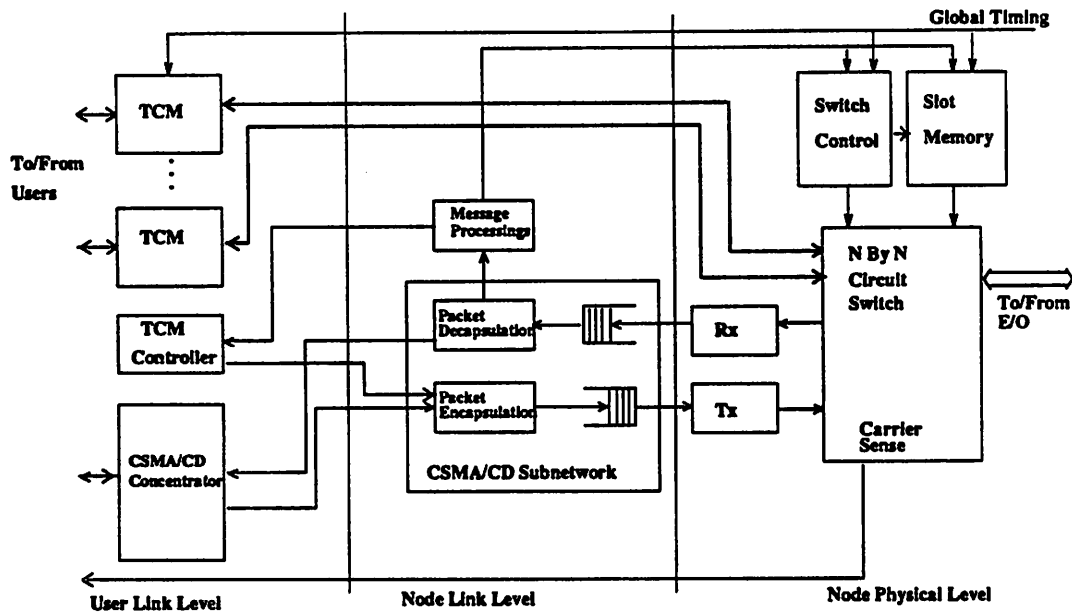 Global Timing
TCM
Switch
Control
Slot
Memory
To/From
Users
TCM
Message
Processings
N By N
Circuit
Switch
To/From
E/O
TCM
Controller
Packet
Decapsulation
Rx
Packet
Encapsulation
Tx
Carrier
Sense
CSMA/CD
Concentrator
CSMA/CD Subnetwork
User Link Level
Node Link Level
Node Physical Level